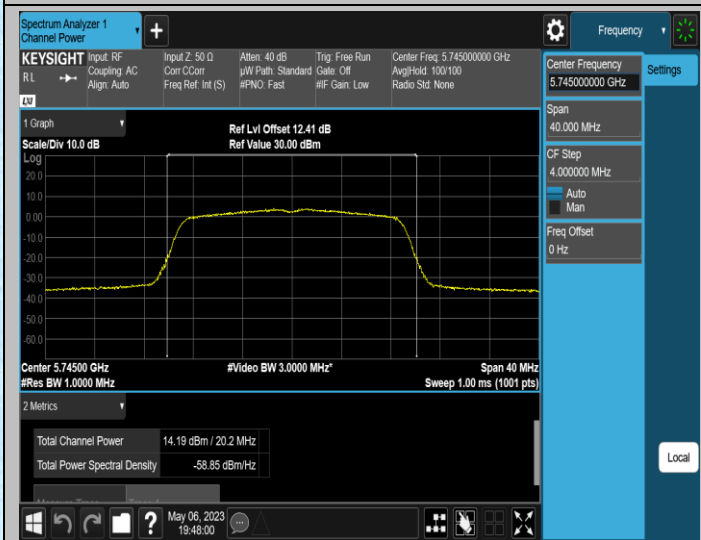 Spectrum Analyzer 1
Channel Power
Frequency
KEYSIGHT
RL
LXI
Input: RF
Coupling: AC
Align: Auto
Input Z: 50 Ω
Corr CCorr
Freq Ref: Int (S)
Atten: 40 dB
µW Path: Standard
#PNO: Fast
Trig: Free Run
Gate: Off
#IF Gain: Low
Center Freq: 5.745000000 GHz
Avg|Hold: 100/100
Radio Std: None
Center Frequency
5.745000000 GHz
Settings
Span
40.000 MHz
CF Step
4.000000 MHz
Auto
Man
Freq Offset
0 Hz
1 Graph
Scale/Div 10.0 dB
Ref Lvl Offset 12.41 dB
Ref Value 30.00 dBm
Log
20.0
10.0
0.00
-10.0
-20.0
-30.0
-40.0
-50.0
-60.0
Center 5.74500 GHz
#Video BW 3.0000 MHz*
Span 40 MHz
#Res BW 1.0000 MHz
Sweep 1.00 ms (1001 pts)
2 Metrics
Total Channel Power 14.19 dBm / 20.2 MHz
Total Power Spectral Density -58.85 dBm/Hz
Local
?
May 06, 2023
19:48:00